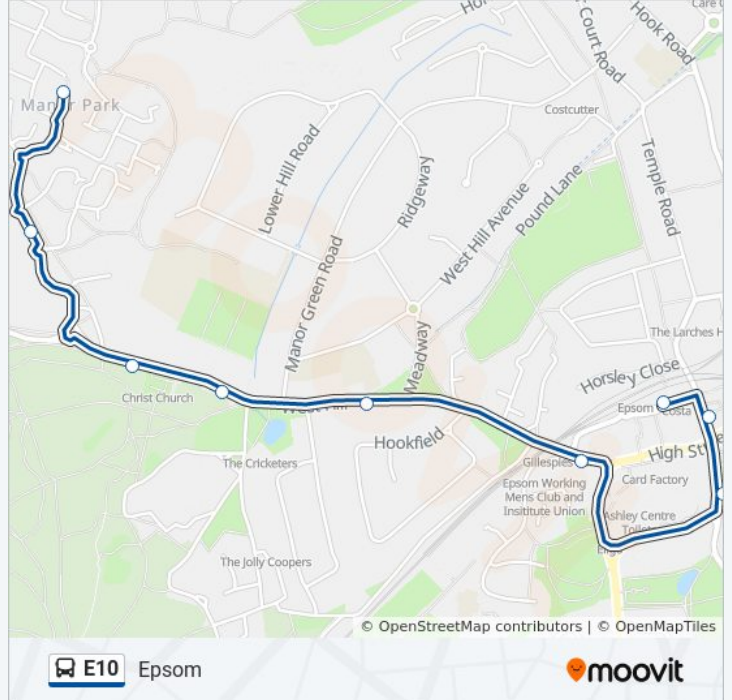 Hook Road
Court Road
Costcutter
Manor Park
Lower Hill Road
Ridgeway
Temple Road
Pound Lane
West Hill Avenue
Manor Green Road
Meadway
The Larches H
Horsley Close
Christ Church
Epsom
Costa
Hookfield
High Stre
Gillespies
The Cricketers
Card Factory
Epsom Working
Mens Club and
Insititute Union
Ashley Centre
The Jolly Coopers
© OpenStreetMap contributors | © OpenMapTiles
E10 Epsom
moovit